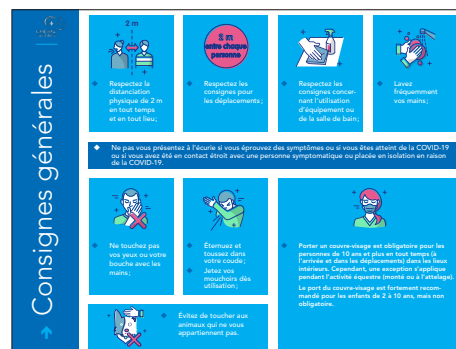 Consignes générales
2 m
Respectez la
distanciation
physique de 2 m
en tout temps
et en tout lieu;
2 m
entre chaque
personne
Respectez les
consignes pour
les déplacements;
Respectez les
consignes concer-
nant l'utilisation
d'équipement ou
de la salle de bain;
Lavez
fréquemment
vos mains;
Ne pas vous présentez à l'écurie si vous éprouvez des symptômes ou si vous êtes atteint de la COVID-19
ou si vous avez été en contact étroit avec une personne symptomatique ou placée en isolation en raison
de la COVID-19.
Ne touchez pas
vos yeux ou votre
bouche avec les
mains;
Éternuez et
toussez dans
votre coude;
Jetez vos
mouchoirs dès
utilisation;
Porter un couvre-visage est obligatoire pour les
personnes de 10 ans et plus en tout temps (à
l'arrivée et dans les déplacements) dans les lieux
intérieurs. Cependant, une exception s'applique
pendant l'activité équestre (monté ou à l'attelage).
Le port du couvre-visage est fortement recom-
mandé pour les enfants de 2 à 10 ans, mais non
obligatoire.
Évitez de toucher aux
animaux qui ne vous
appartiennent pas.